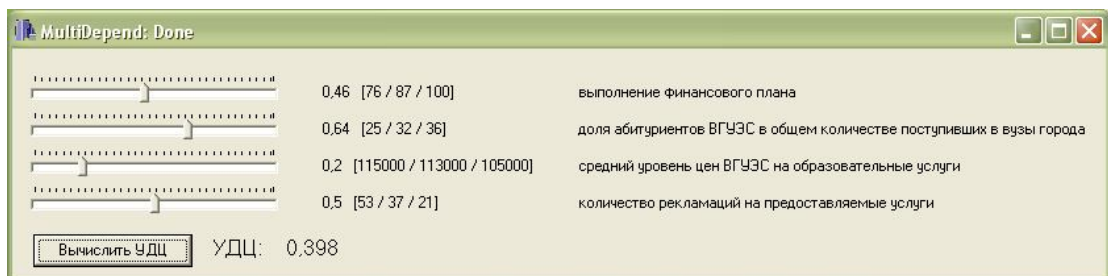 MultiDepend: Done
0,46 [76 / 87 / 100] выполнение финансового плана
0,64 [25 / 32 / 36] доля абитуриентов ВГУЭС в общем количестве поступивших в вузы города
0,2 [115000 / 113000 / 105000] средний уровень цен ВГУЭС на образовательные услуги
0,5 [53 / 37 / 21] количество рекламаций на предоставляемые услуги
Вычислить УДЦ УДЦ: 0,398